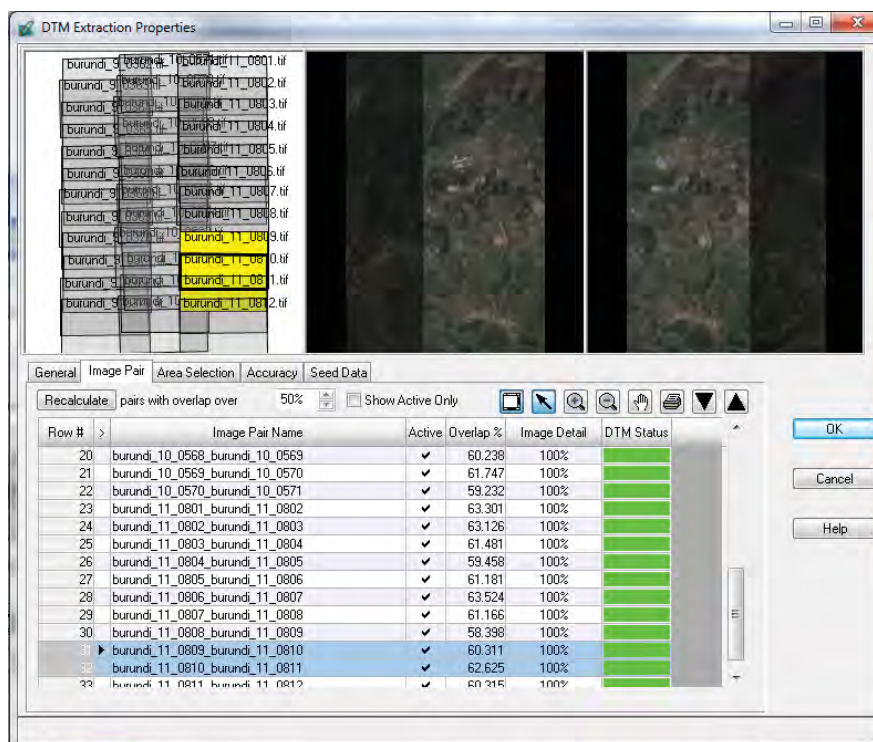 DTM Extraction Properties
burundi_11_0801.tif
burundi_11_0802.tif
burundi_11_0803.tif
burundi_11_0804.tif
burundi_11_0805.tif
burundi_11_0806.tif
burundi_11_0807.tif
burundi_11_0808.tif
burundi_11_0809.tif
burundi_11_0810.tif
burundi_11_0811.tif
burundi_11_0812.tif
General Image Pair Area Selection Accuracy Seed Data
Recalculate pairs with overlap over 50% Show Active Only
Row # > Image Pair Name Active Overlap % Image Detail DTM Status
20 burundi_10_0568_burundi_10_0569 60.238 100%
21 burundi_10_0569_burundi_10_0570 61.747 100%
22 burundi_10_0570_burundi_10_0571 59.232 100%
23 burundi_11_0801_burundi_11_0802 63.301 100%
24 burundi_11_0802_burundi_11_0803 63.126 100%
25 burundi_11_0803_burundi_11_0804 61.481 100%
26 burundi_11_0804_burundi_11_0805 59.458 100%
27 burundi_11_0805_burundi_11_0806 61.181 100%
28 burundi_11_0806_burundi_11_0807 63.524 100%
29 burundi_11_0807_burundi_11_0808 61.166 100%
30 burundi_11_0808_burundi_11_0809 58.398 100%
31 burundi_11_0809_burundi_11_0810 60.311 100%
32 burundi_11_0810_burundi_11_0811 62.625 100%
33 burundi_11_0811_burundi_11_0812 60.315 100%
OK
Cancel
Help